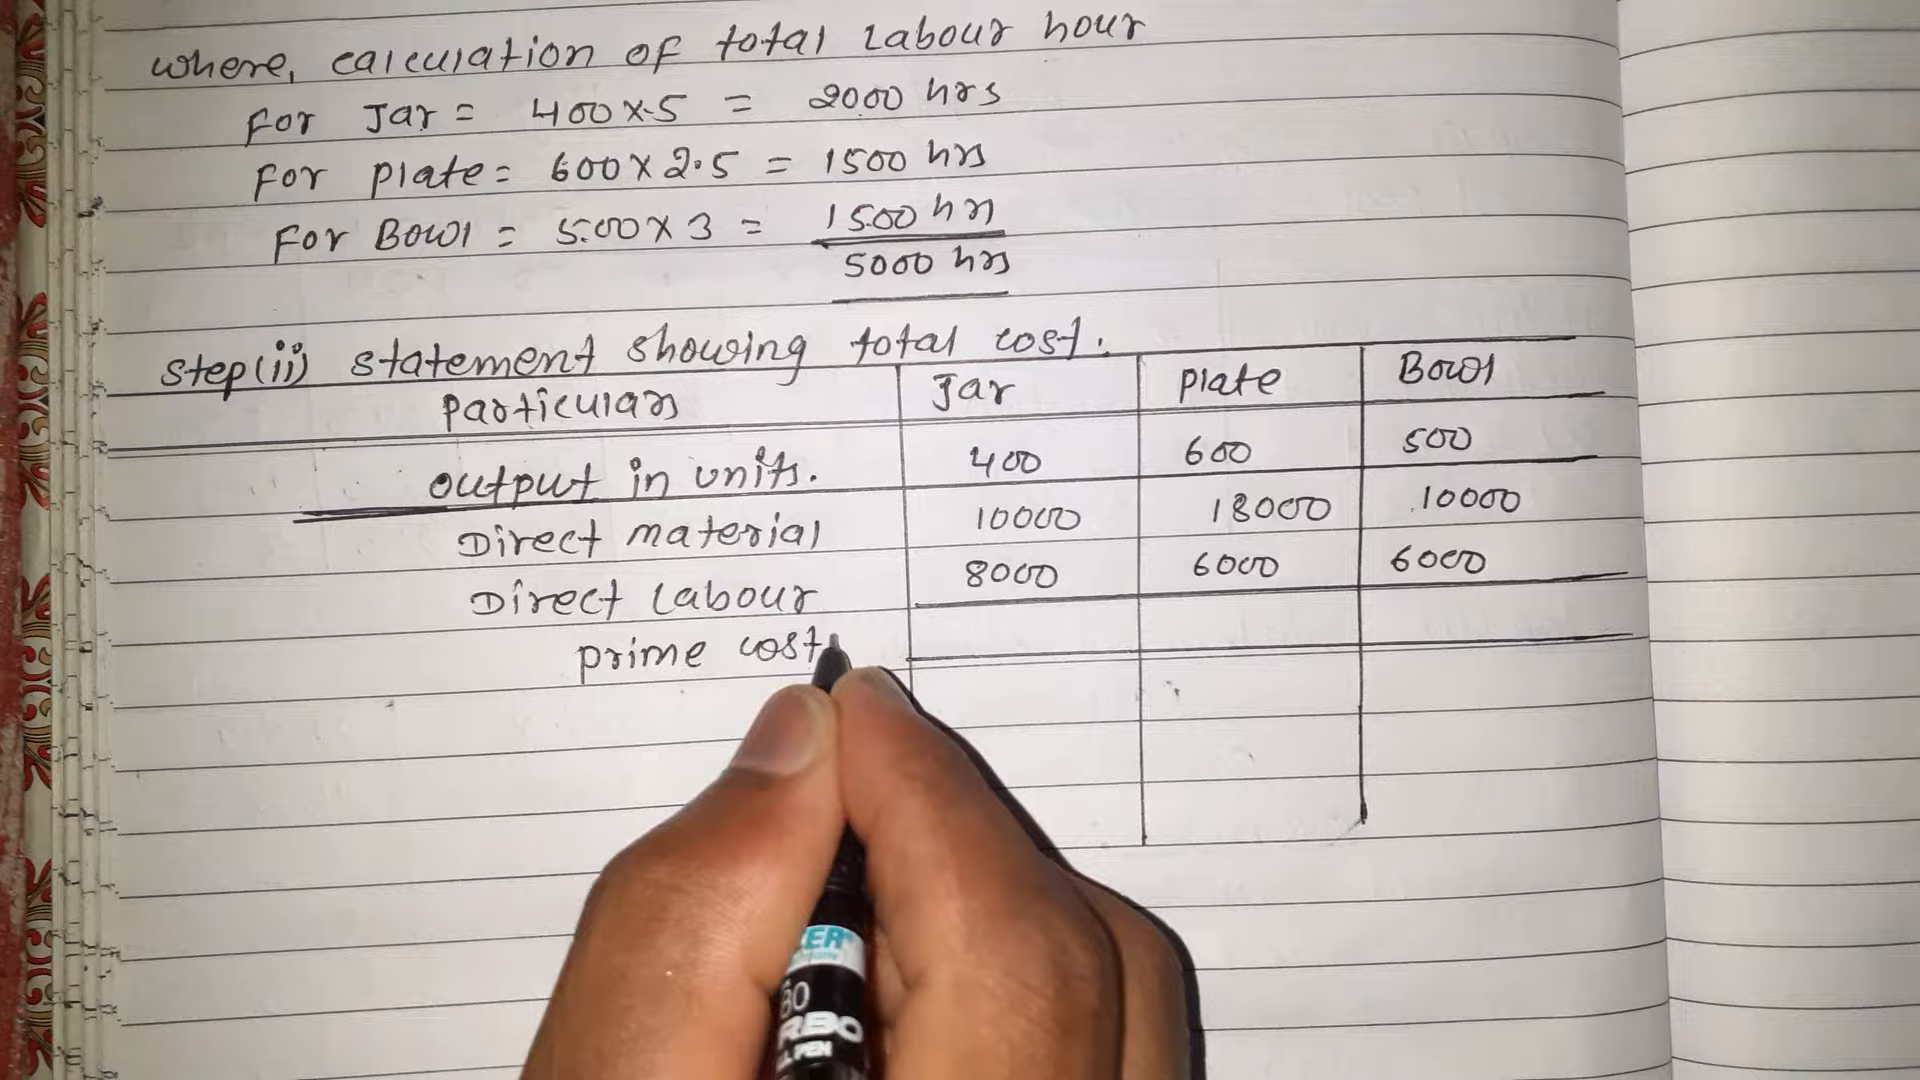 where, calculation of total Labour hour
For Jar = 400 x 5 = 2000 hrs
For plate = 600 x 2.5 = 1500 hrs
For Bowl = 500 x 3 = 1500 hrs
5000 hrs
Step (ii) statement showing total cost.
Particulars Jar Plate Bowl
output in units. 400 600 500
Direct material 10000 18000 10000
Direct Labour 8000 6000 6000
prime cost